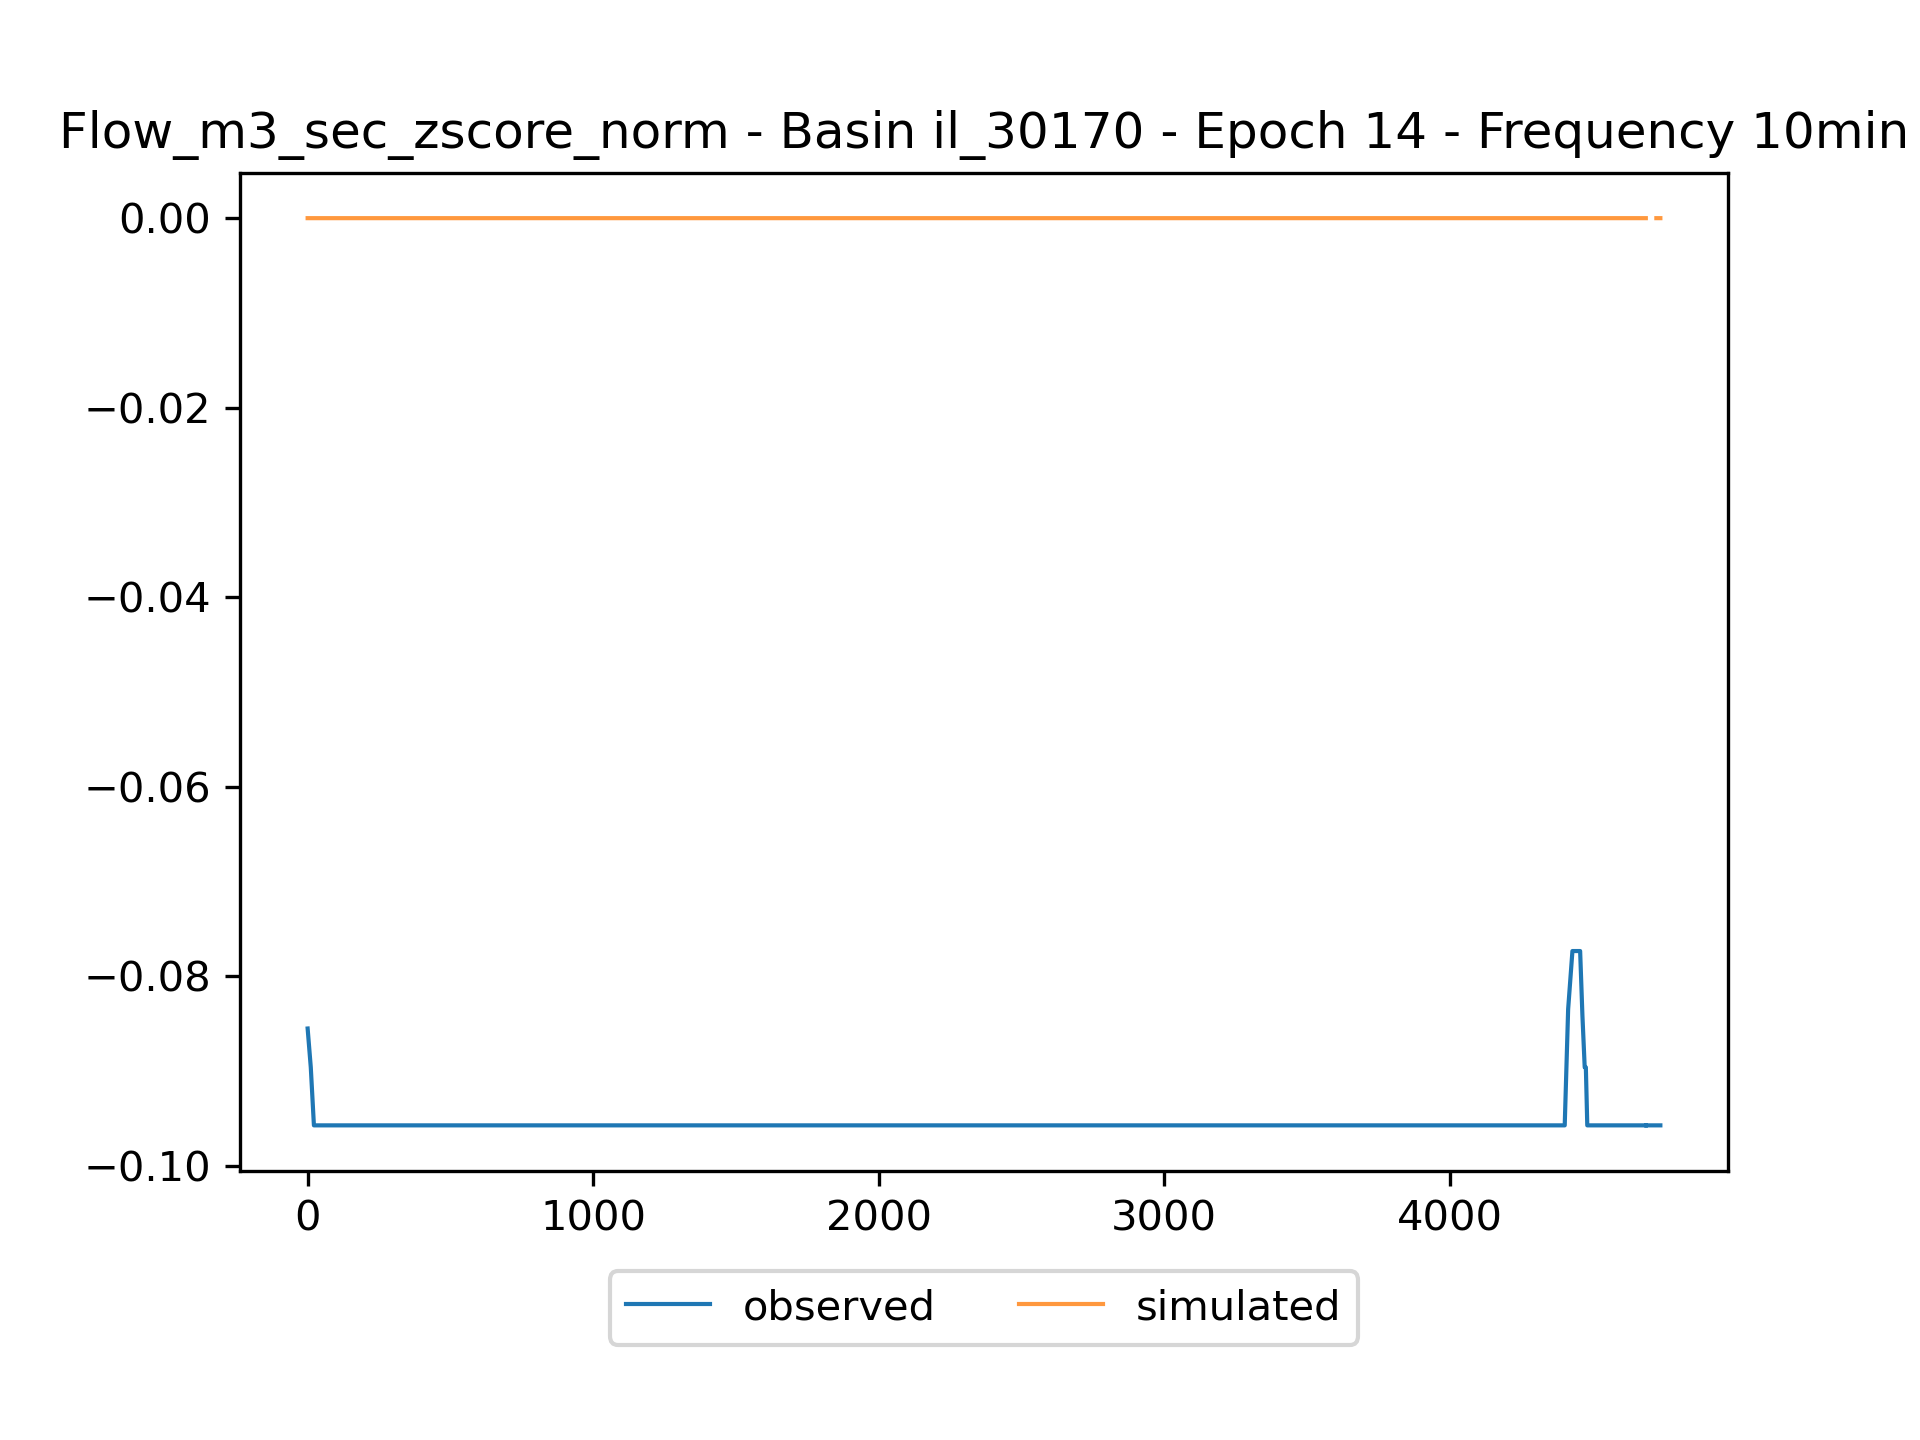 Flow_m3_sec_zscore_norm - Basin il_30170 - Epoch 14 - Frequency 10min
0.00
−0.02
−0.04
−0.06
−0.08
−0.10
0 1000 2000 3000 4000
observed simulated